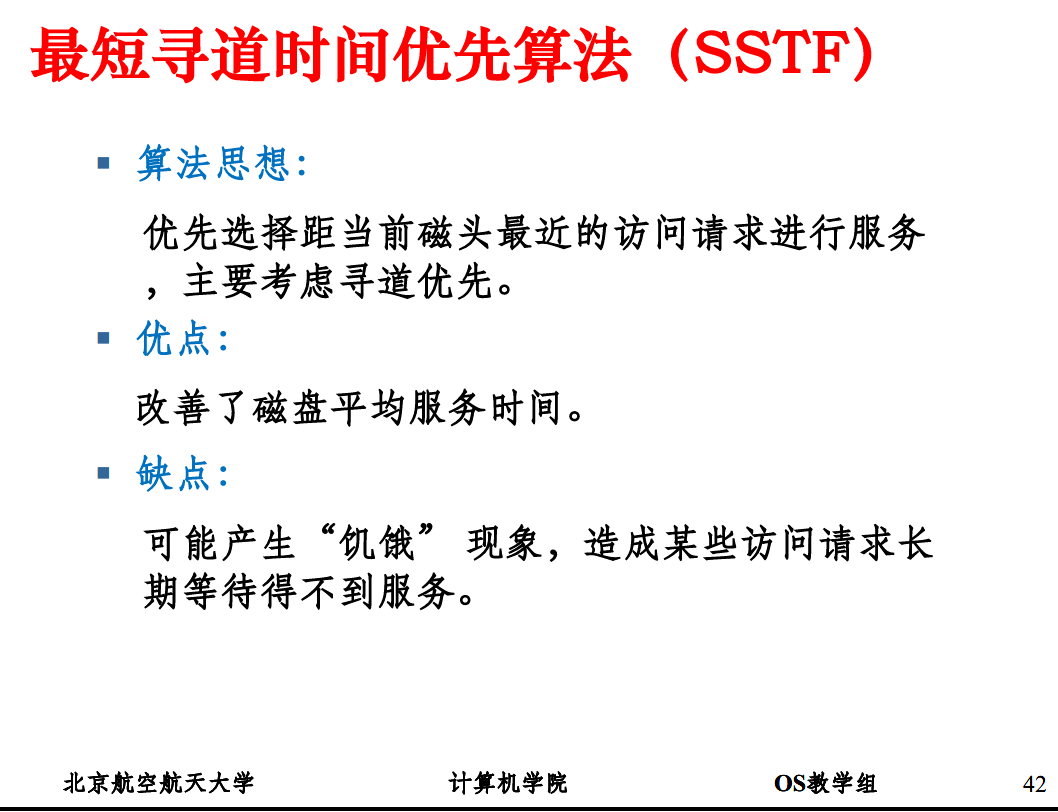 最短寻道时间优先算法（SSTF）
算法思想：
优先选择距当前磁头最近的访问请求进行服务
，主要考虑寻道优先。
优点：
改善了磁盘平均服务时间。
缺点：
可能产生“饥饿” 现象，造成某些访问请求长
期等待得不到服务。
北京航空航天大学 计算机学院 OS教学组 42